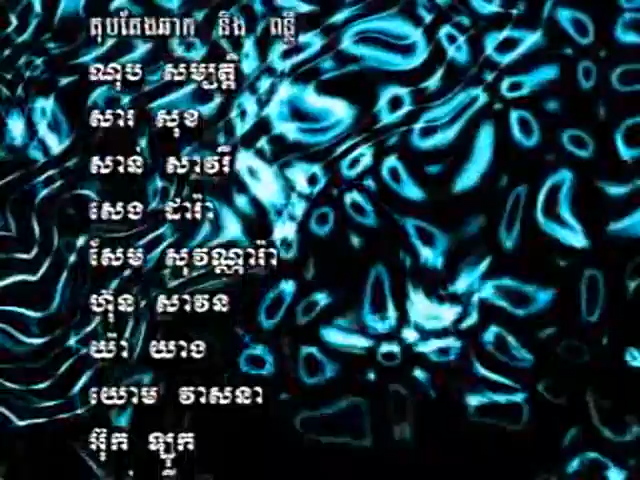 តុបតែងឆាក និង ពន្លឺ
ណុប សម្បត្តិ
សារ សុខ
សាន់ សាវរី
សេង ដារ៉ា
សែម សុវណ្ណារ៉ា
ហ៊ុន សាវន
យ៉ា យាង
យោម វាសនា
អ៊ុក ឡុក